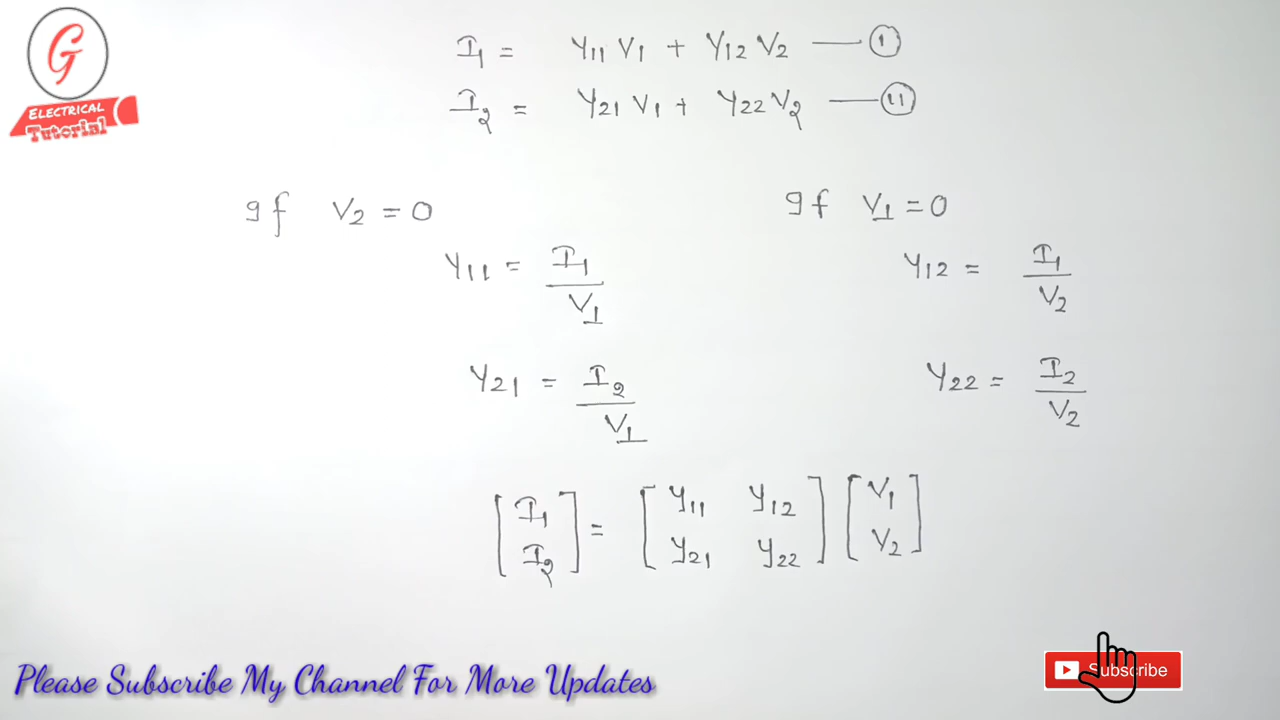 G
ELECTRICAL
Tutorial
I1 = Y11 V1 + Y12 V2 — I
I2 = Y21 V1 + Y22 V2 — II
If V2 = 0
Y11 = I1 / V1
Y21 = I2 / V1
If V1 = 0
Y12 = I1 / V2
Y22 = I2 / V2
[I1 I2] = [Y11 Y12 Y21 Y22] [V1 V2]
Please Subscribe My Channel For More Updates
Subscribe